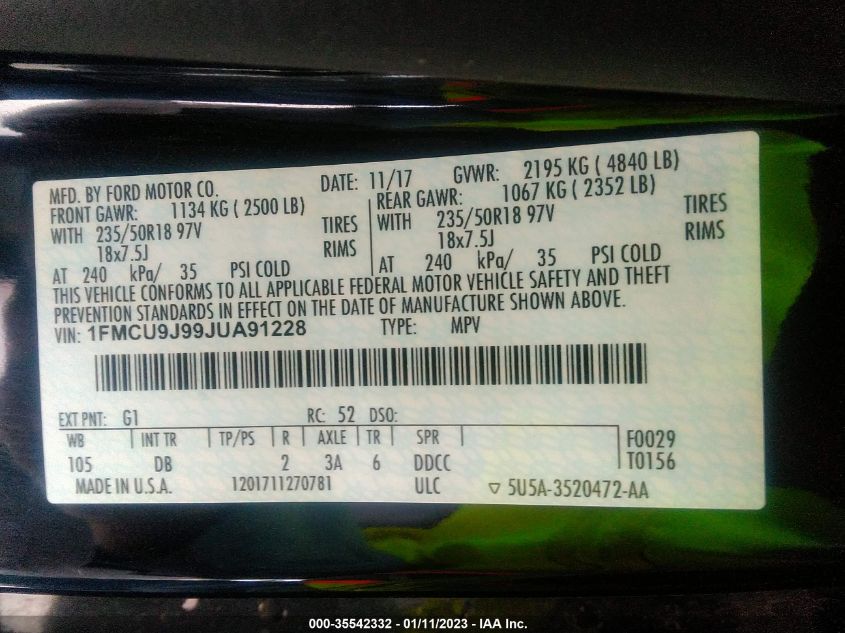 MFD. BY FORD MOTOR CO. DATE: 11/17 GVWR: 2195 KG ( 4840 LB)
FRONT GAWR: 1134 KG ( 2500 LB) REAR GAWR: 1067 KG ( 2352 LB)
WITH 235/50R18 97V TIRES WITH 235/50R18 97V TIRES
18x7.5J RIMS 18x7.5J RIMS
AT 240 kPa/ 35 PSI COLD AT 240 kPa/ 35 PSI COLD
THIS VEHICLE CONFORMS TO ALL APPLICABLE FEDERAL MOTOR VEHICLE SAFETY AND THEFT
PREVENTION STANDARDS IN EFFECT ON THE DATE OF MANUFACTURE SHOWN ABOVE.
VIN: 1FMCU9J99JUA91228 TYPE: MPV
EXT PNT: G1 RC: 52 DSO:
WB INT TR TP/PS R AXLE TR SPR F0029
105 DB 2 3A 6 DDCC T0156
MADE IN U.S.A. 1201711270781 ULC ▽ 5U5A-3520472-AA
000-35542332 - 01/11/2023 - IAA Inc.